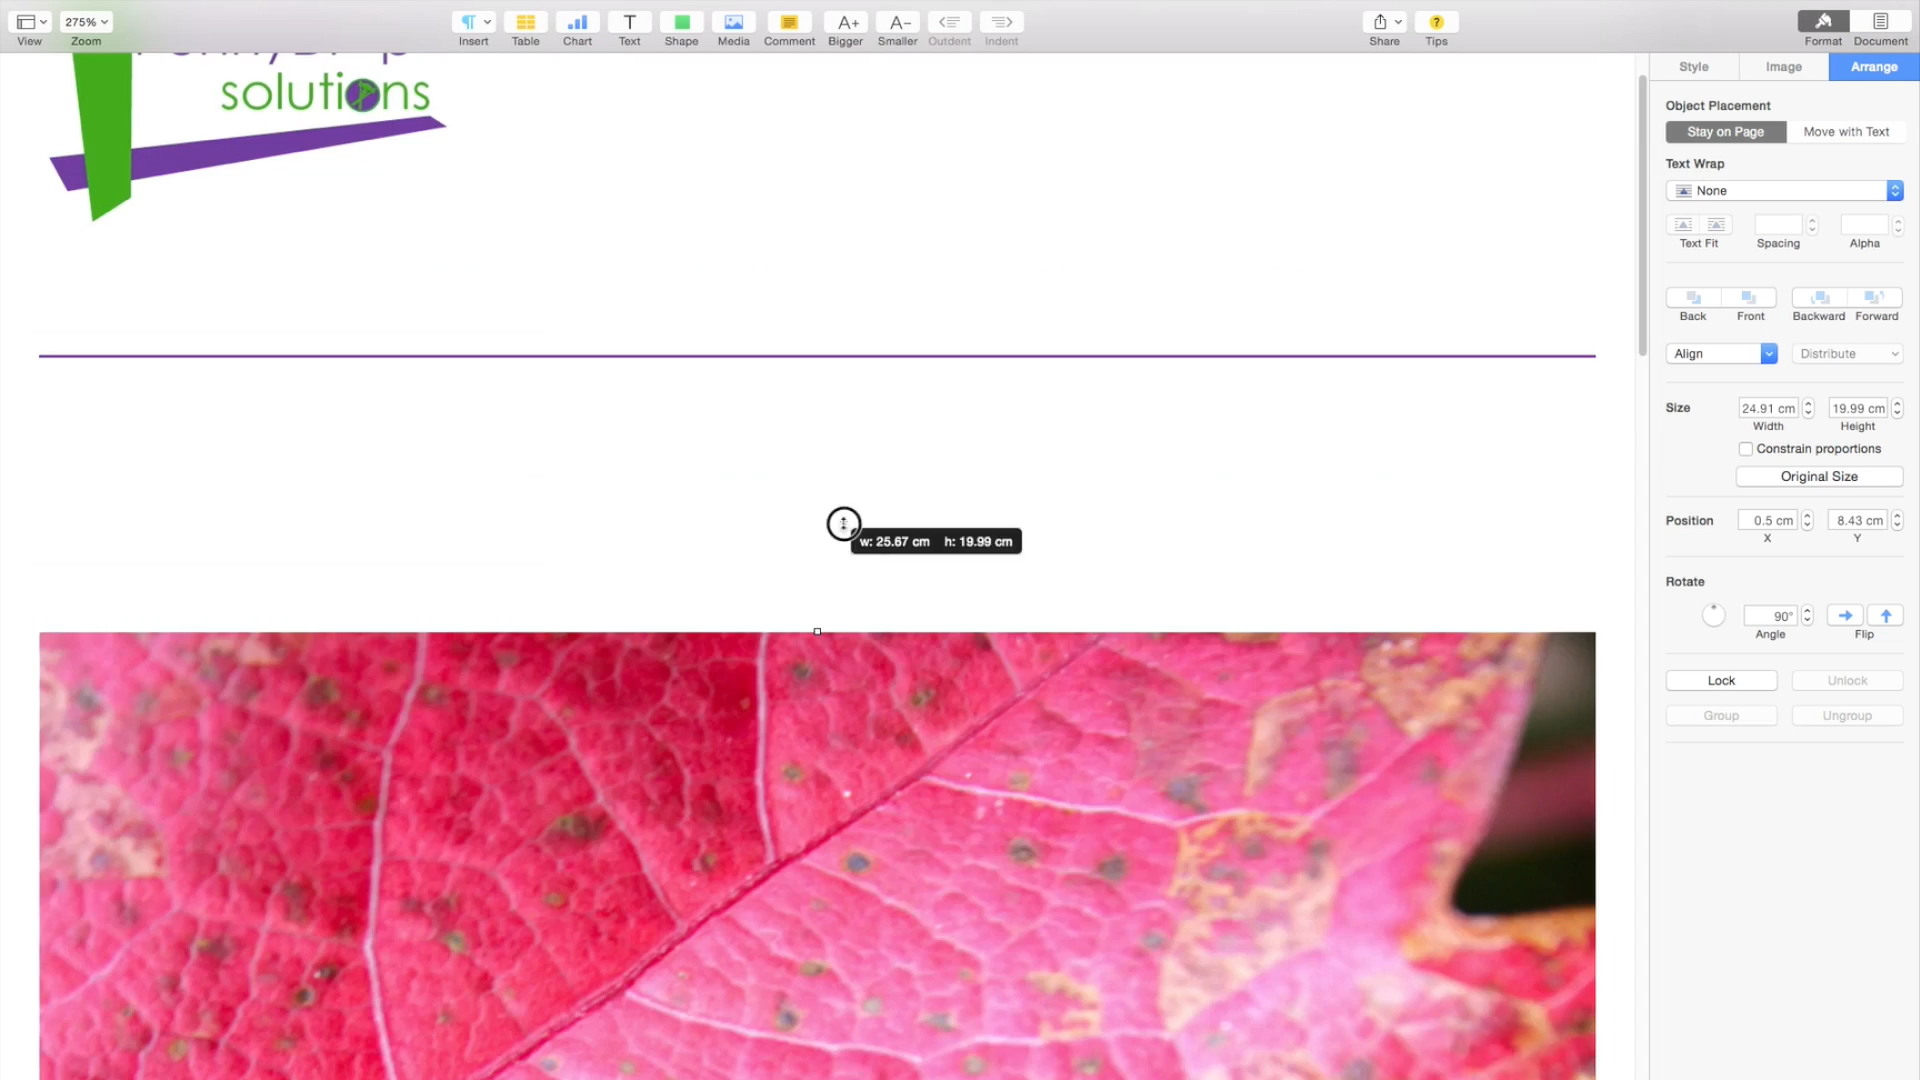 View
275%
Zoom
Insert
Table
Chart
Text
Shape
Media
Comment
Bigger
Smaller
Outdent
Indent
Share
Tips
Format
Document
solutions
Style
Image
Arrange
Object Placement
Stay on Page
Move with Text
Text Wrap
None
Text Fit
Spacing
Alpha
Back
Front
Backward
Forward
Align
Distribute
Size
24.91 cm
19.99 cm
Width
Height
Constrain proportions
Original Size
w: 25.67 cm h: 19.99 cm
Position
0.5 cm
8.43 cm
X
Y
Rotate
90°
Angle
Flip
Lock
Unlock
Group
Ungroup